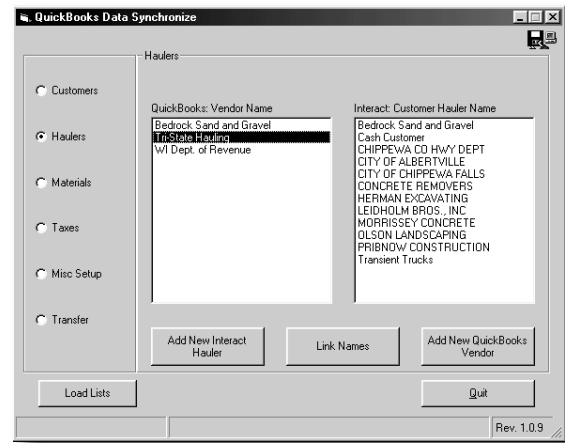 QuickBooks Data Synchronize
Haulers
Customers
Haulers
Materials
Taxes
Misc Setup
Transfer
QuickBooks: Vendor Name
Bedrock Sand and Gravel
Tri-State Hauling
WI Dept. of Revenue
Interact: Customer Hauler Name
Bedrock Sand and Gravel
Cash Customer
CHIPPEWA CO HWY DEPT
CITY OF ALBERTVILLE
CITY OF CHIPPEWA FALLS
CONCRETE REMOVERS
HERMAN EXCAVATING
LEIDHOLM BROS., INC
MORRISSEY CONCRETE
OLSON LANDSCAPING
PRIBNOW CONSTRUCTION
Transient Trucks
Add New Interact
Hauler
Link Names
Add New QuickBooks
Vendor
Load Lists
Quit
Rev. 1.0.9